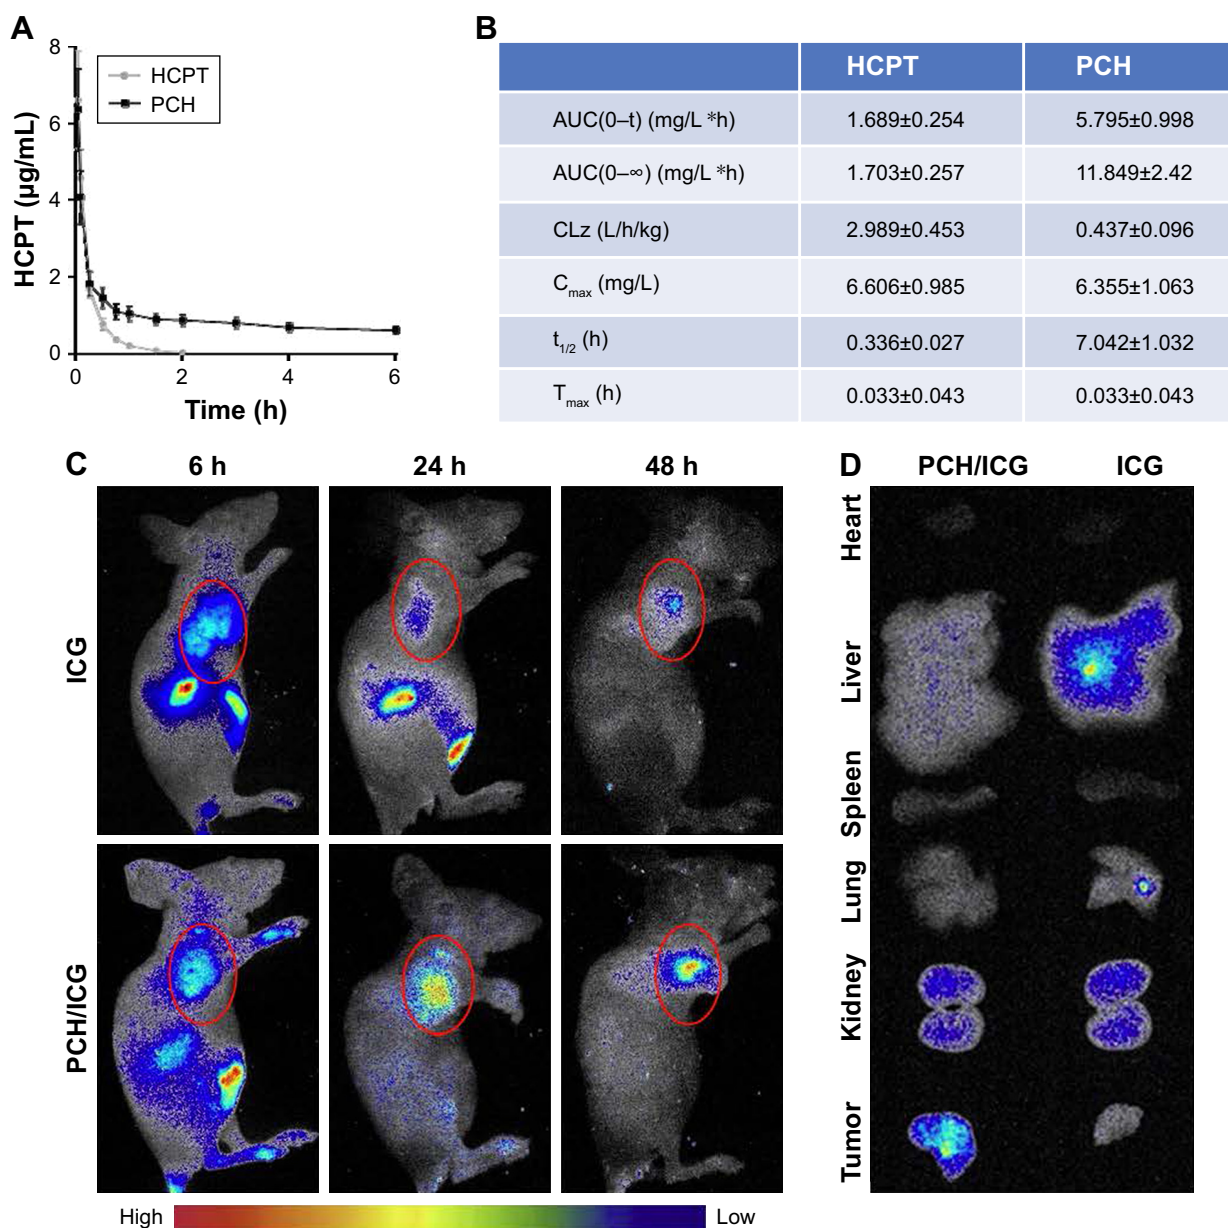 A
8
6
4
2
0
HCPT (µg/mL)
HCPT
PCH
0 2 4 6
Time (h)
B
HCPT PCH
AUC(0–t) (mg/L *h) 1.689±0.254 5.795±0.998
AUC(0–∞) (mg/L *h) 1.703±0.257 11.849±2.42
CLz (L/h/kg) 2.989±0.453 0.437±0.096
Cmax (mg/L) 6.606±0.985 6.355±1.063
t1/2 (h) 0.336±0.027 7.042±1.032
Tmax (h) 0.033±0.043 0.033±0.043
C
6 h 24 h 48 h
ICG
PCH/ICG
High Low
D
PCH/ICG ICG
Heart
Liver
Spleen
Lung
Kidney
Tumor